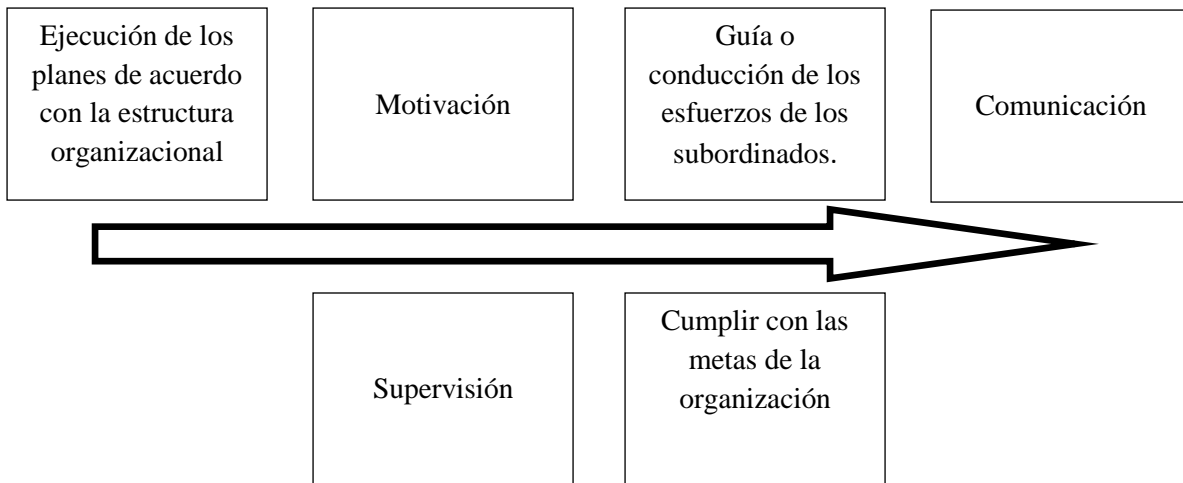 Ejecución de los
planes de acuerdo
con la estructura
organizacional
Motivación
Guía o
conducción de los
esfuerzos de los
subordinados.
Comunicación
Supervisión
Cumplir con las
metas de la
organización